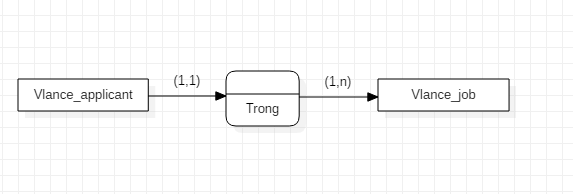 (1,1)
(1,n)
Vlance_applicant
Trong
Vlance_job